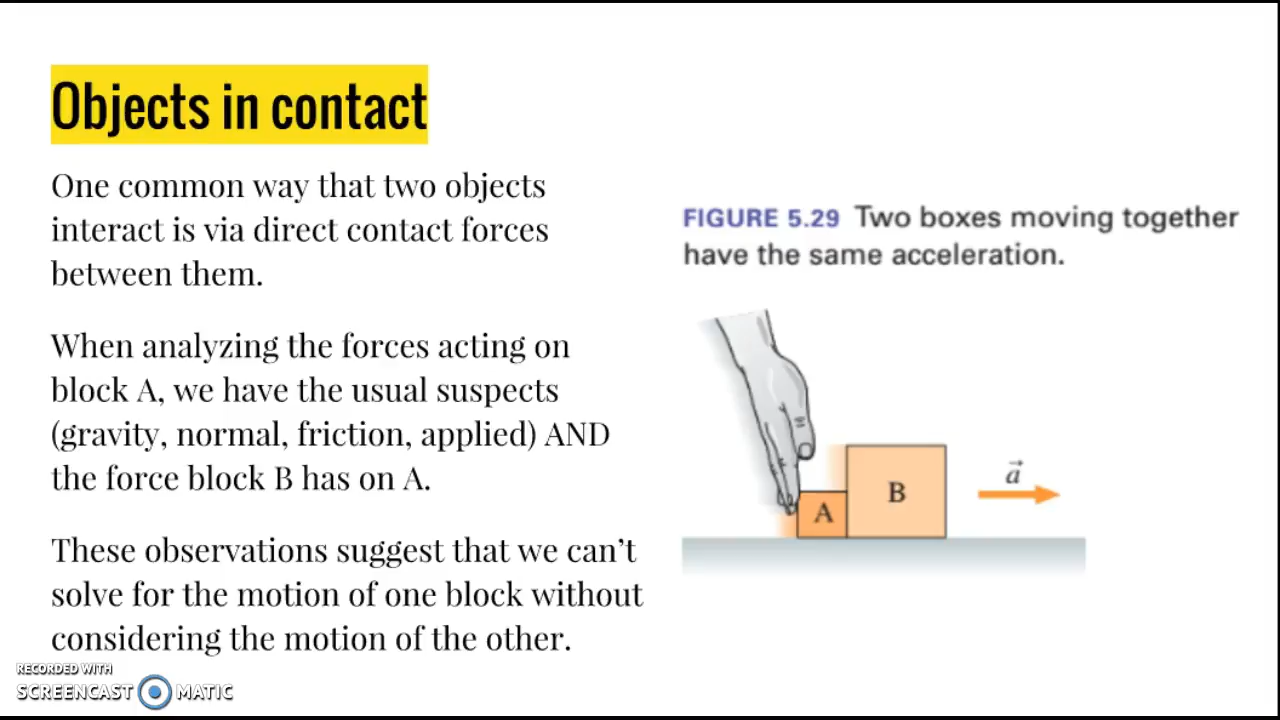 Objects in contact
One common way that two objects
interact is via direct contact forces
between them.
When analyzing the forces acting on
block A, we have the usual suspects
(gravity, normal, friction, applied) AND
the force block B has on A.
These observations suggest that we can’t
solve for the motion of one block without
considering the motion of the other.
FIGURE 5.29 Two boxes moving together
have the same acceleration.
A
B
a⃗
RECORDED WITH
SCREENCAST MATIC